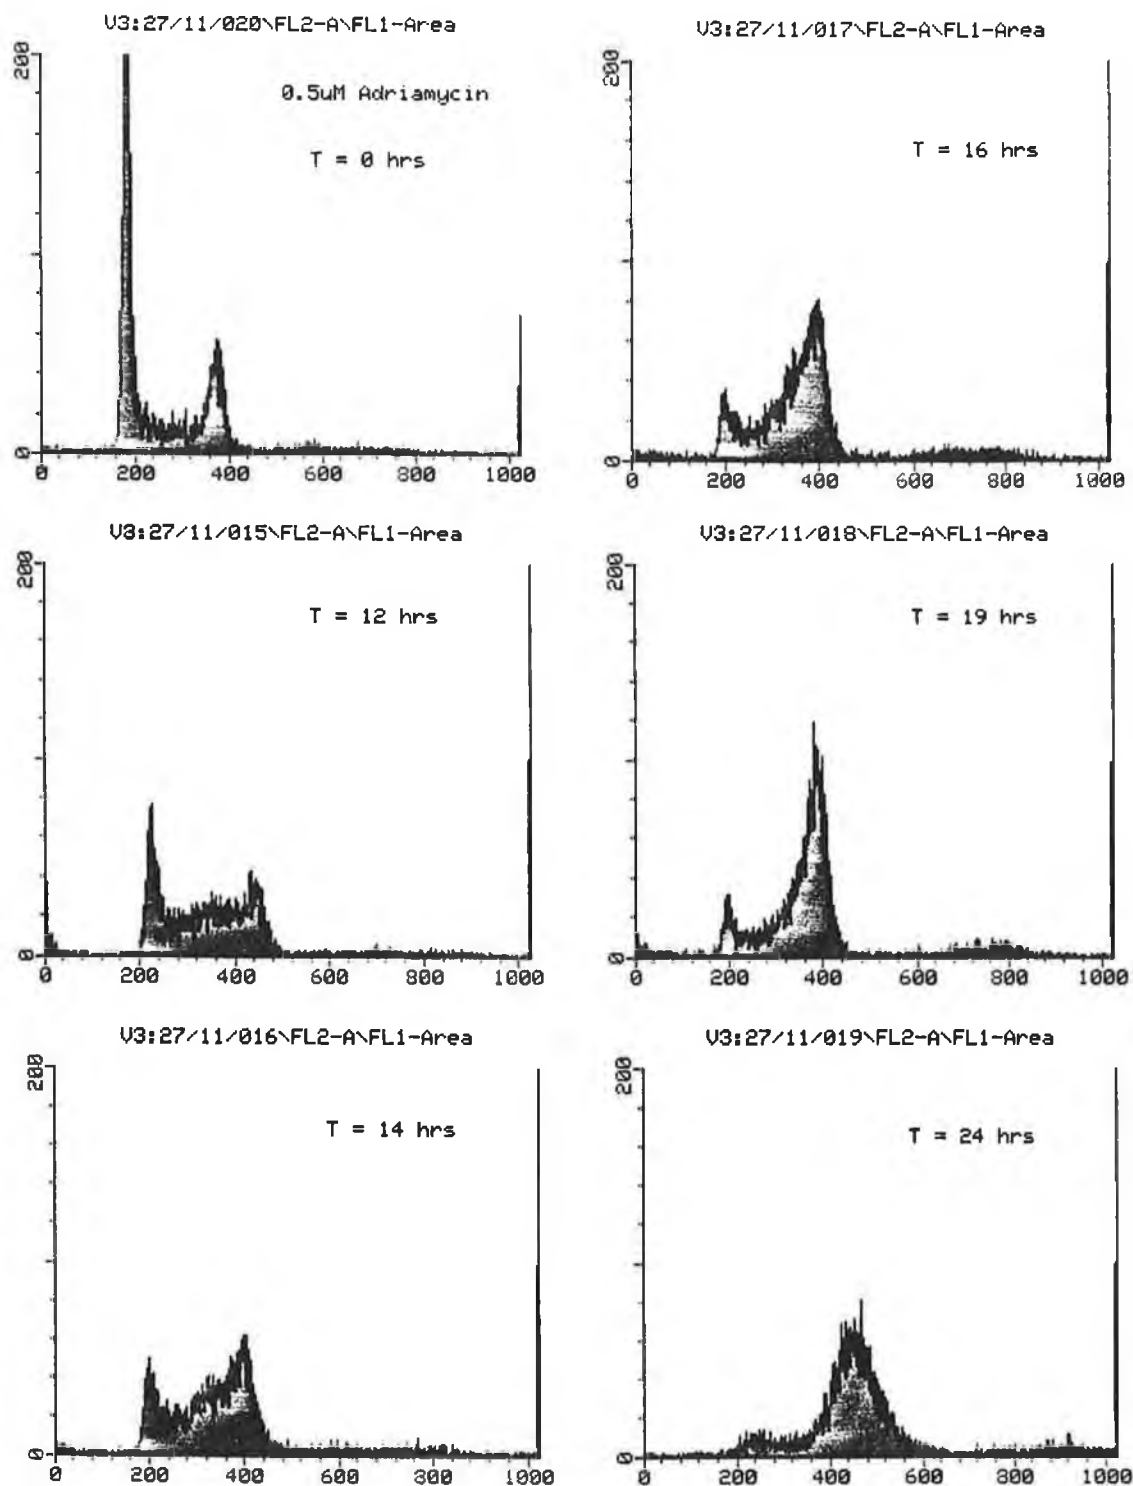 V3:27/11/020\FL2-A\FL1-Area
200
0.5uM Adriamycin
T = 0 hrs
0
0 200 400 600 800 1000
V3:27/11/015\FL2-A\FL1-Area
200
T = 12 hrs
0
0 200 400 600 800 1000
V3:27/11/016\FL2-A\FL1-Area
200
T = 14 hrs
0
0 200 400 600 800 1000
V3:27/11/017\FL2-A\FL1-Area
200
T = 16 hrs
0
0 200 400 600 800 1000
V3:27/11/018\FL2-A\FL1-Area
200
T = 19 hrs
0
0 200 400 600 800 1000
V3:27/11/019\FL2-A\FL1-Area
200
T = 24 hrs
0
0 200 400 600 800 1000